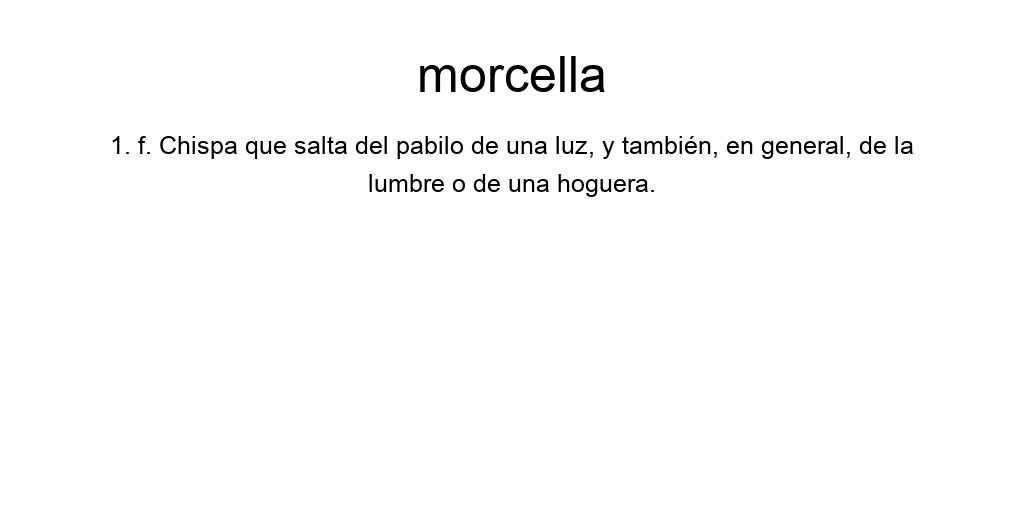 morcella
1. f. Chispa que salta del pabilo de una luz, y también, en general, de la
lumbre o de una hoguera.